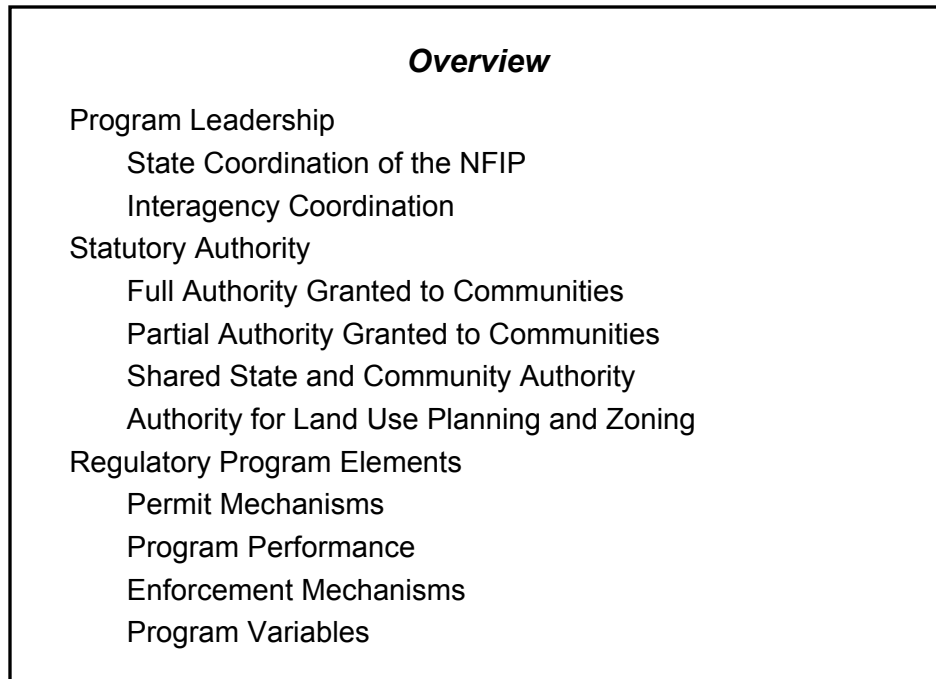 Overview
Program Leadership
State Coordination of the NFIP
Interagency Coordination
Statutory Authority
Full Authority Granted to Communities
Partial Authority Granted to Communities
Shared State and Community Authority
Authority for Land Use Planning and Zoning
Regulatory Program Elements
Permit Mechanisms
Program Performance
Enforcement Mechanisms
Program Variables